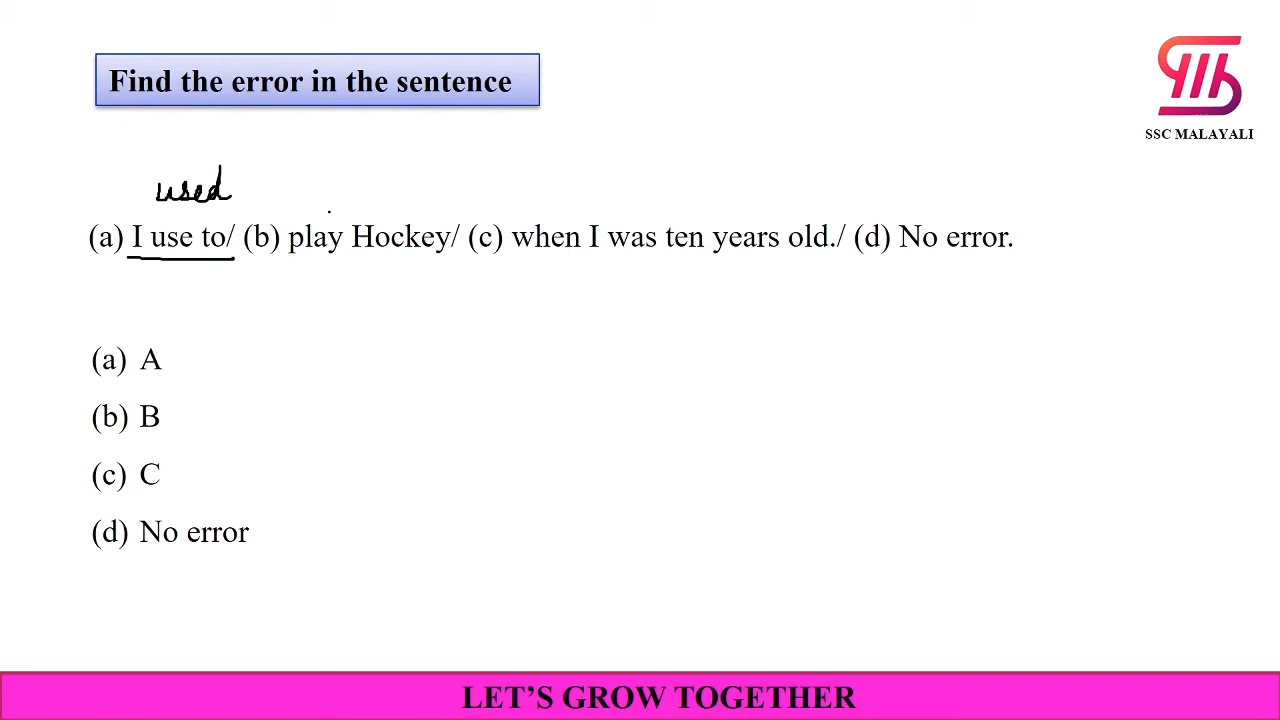 Find the error in the sentence
SSC MALAYALI
used
(a) I use to/ (b) play Hockey/ (c) when I was ten years old./ (d) No error.
(a) A
(b) B
(c) C
(d) No error
LET’S GROW TOGETHER